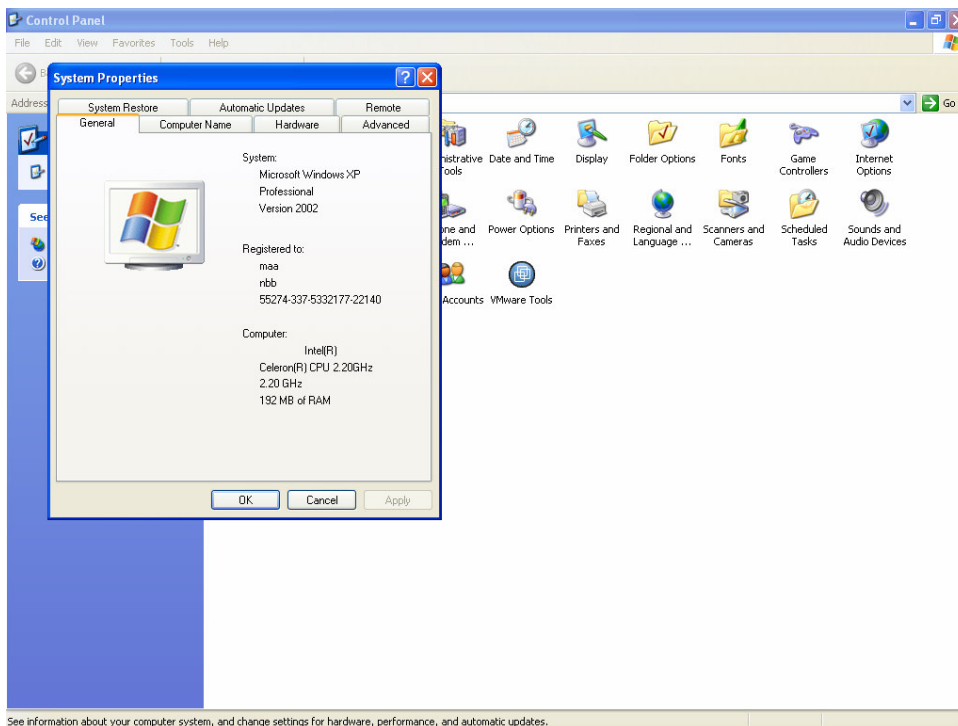 Control Panel
File Edit View Favorites Tools Help
Address
Go
System Properties
System Restore Automatic Updates Remote
General Computer Name Hardware Advanced
System:
Microsoft Windows XP
Professional
Version 2002
Registered to:
maa
nbb
55274-337-5332177-22140
Computer:
Intel(R)
Celeron(R) CPU 2.20GHz
2.20 GHz
192 MB of RAM
OK Cancel Apply
See
Date and Time Display Folder Options Fonts Game Internet
Tools Controllers Options
Power Options Printers and Regional and Scanners and Scheduled Sounds and
Faxes Language ... Cameras Tasks Audio Devices
Accounts VMware Tools
See information about your computer system, and change settings for hardware, performance, and automatic updates.